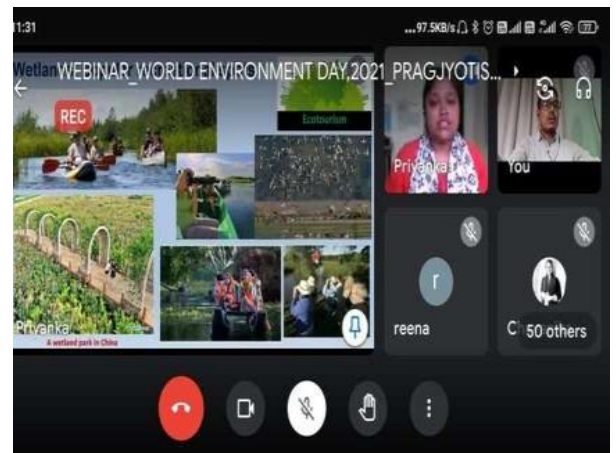 11:31
...97.5KB/s
71
Wetlan
WEBINAR_WORLD ENVIRONMENT DAY,2021_PRAGJYOTIS...
REC
Ecotourism
Priyanka
You
Priyanka
A wetland park in China
r
reena
C
50 others